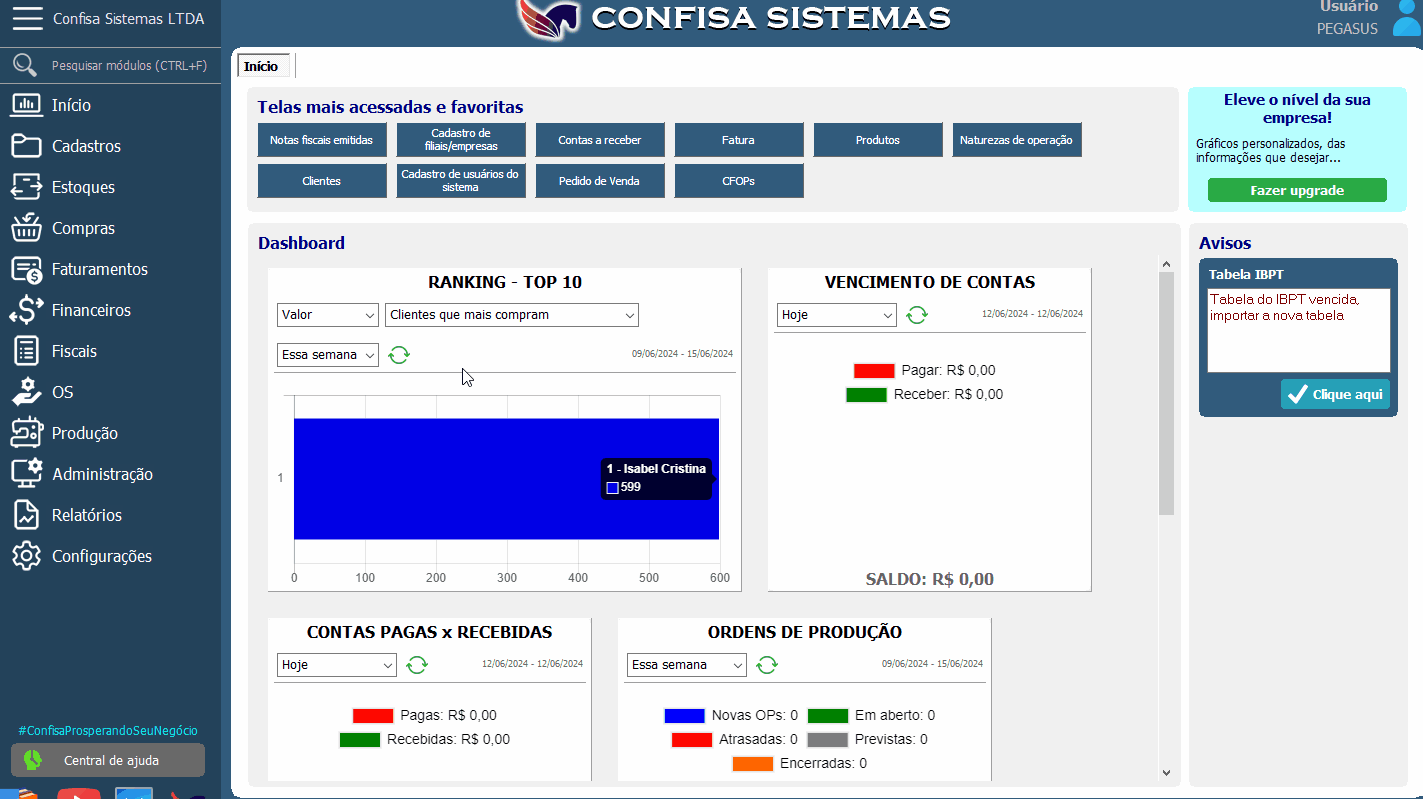 Confisa Sistemas LTDA
CONFISA SISTEMAS
Usuário
PEGASUS
Pesquisar módulos (CTRL+F)
Início
Cadastros
Estoques
Compras
Faturamentos
Financeiros
Fiscais
OS
Produção
Administração
Relatórios
Configurações
#ConfisaProsperandoSeuNegócio
Central de ajuda
Início
Telas mais acessadas e favoritas
Notas fiscais emitidas
Cadastro de
filiais/empresas
Contas a receber
Fatura
Produtos
Naturezas de operação
Clientes
Cadastro de usuários do
sistema
Pedido de Venda
CFOPs
Eleve o nível da sua
empresa!
Gráficos personalizados, das
informações que desejar...
Fazer upgrade
Dashboard
RANKING - TOP 10
Valor
Clientes que mais compram
Essa semana
09/06/2024 - 15/06/2024
1
1 - Isabel Cristina
599
0 100 200 300 400 500 600
VENCIMENTO DE CONTAS
Hoje
12/06/2024 - 12/06/2024
Pagar: R$ 0,00
Receber: R$ 0,00
SALDO: R$ 0,00
CONTAS PAGAS x RECEBIDAS
Hoje
12/06/2024 - 12/06/2024
Pagas: R$ 0,00
Recebidas: R$ 0,00
ORDENS DE PRODUÇÃO
Essa semana
09/06/2024 - 15/06/2024
Novas OPs: 0
Em aberto: 0
Atrasadas: 0
Previstas: 0
Encerradas: 0
Avisos
Tabela IBPT
Tabela do IBPT vencida,
importar a nova tabela
Clique aqui